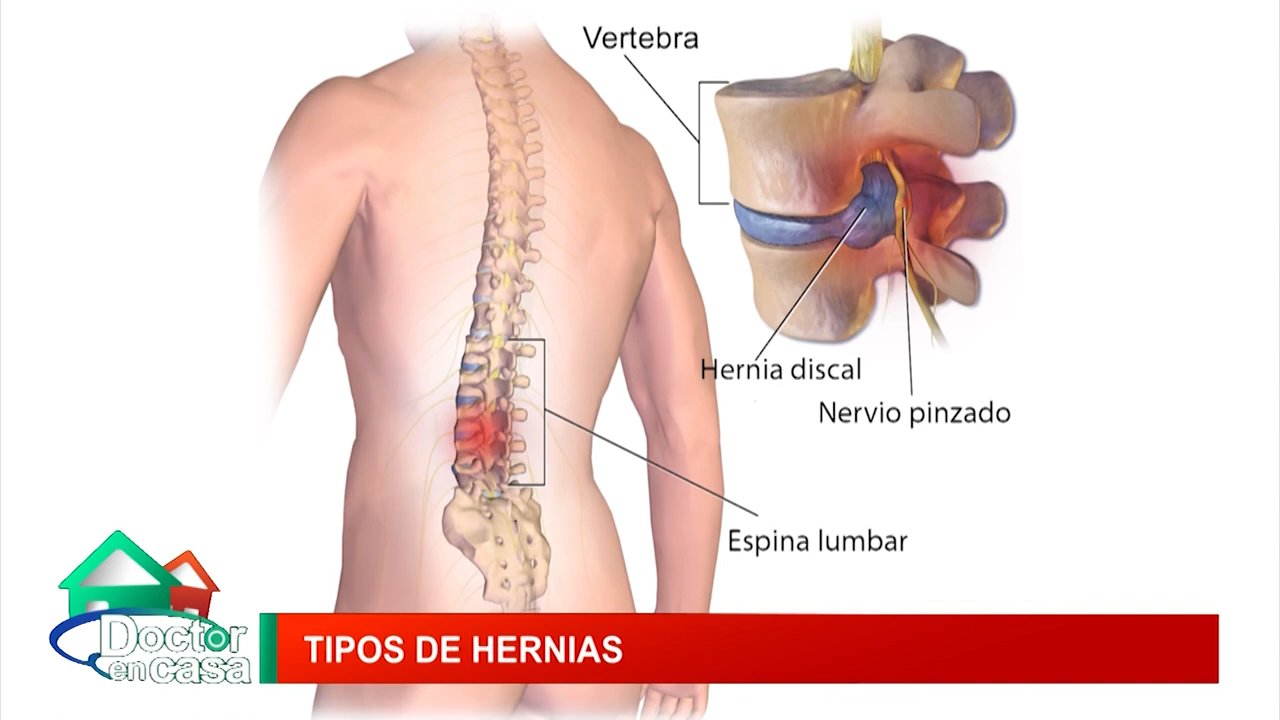 Vertebra
Hernia discal
Nervio pinzado
Espina lumbar
Doctor
en casa
TIPOS DE HERNIAS